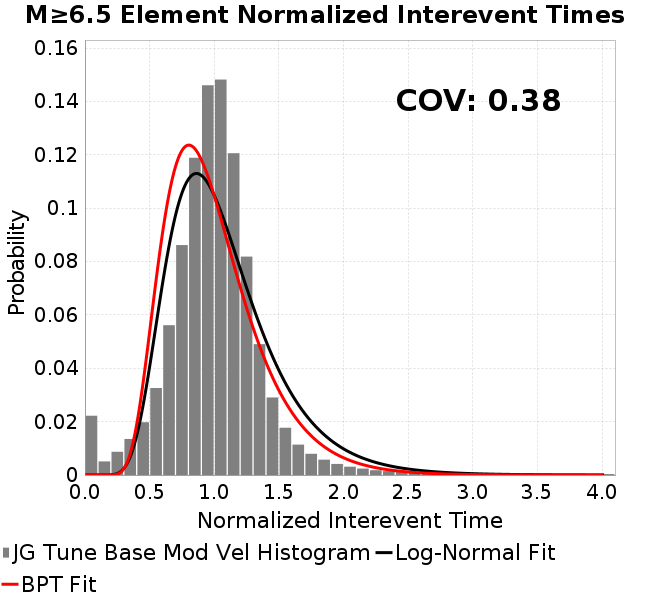 M≥6.5 Element Normalized Interevent Times
COV: 0.38
0.16
0.14
0.12
0.1
0.08
0.06
0.04
0.02
0
Probability
0.0 0.5 1.0 1.5 2.0 2.5 3.0 3.5 4.0
Normalized Interevent Time
JG Tune Base Mod Vel Histogram Log-Normal Fit
BPT Fit